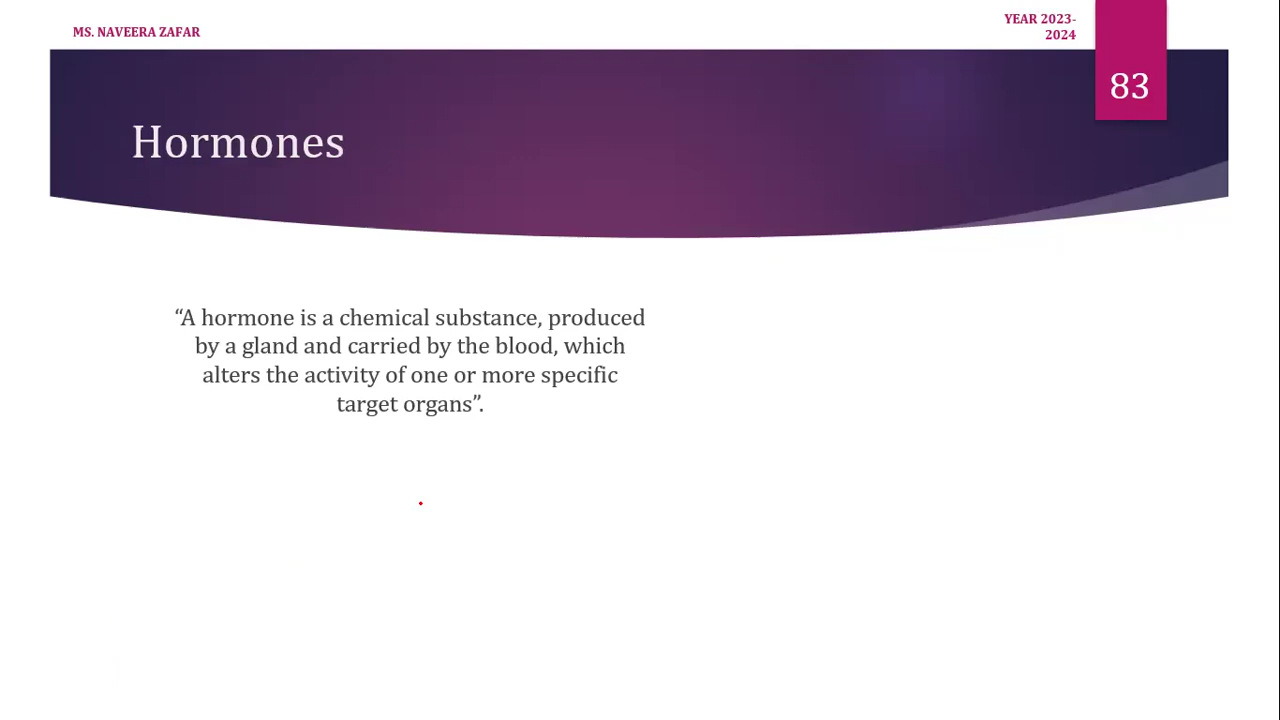 MS. NAVEERA ZAFAR
YEAR 2023-
2024
83
Hormones
“A hormone is a chemical substance, produced
by a gland and carried by the blood, which
alters the activity of one or more specific
target organs”.